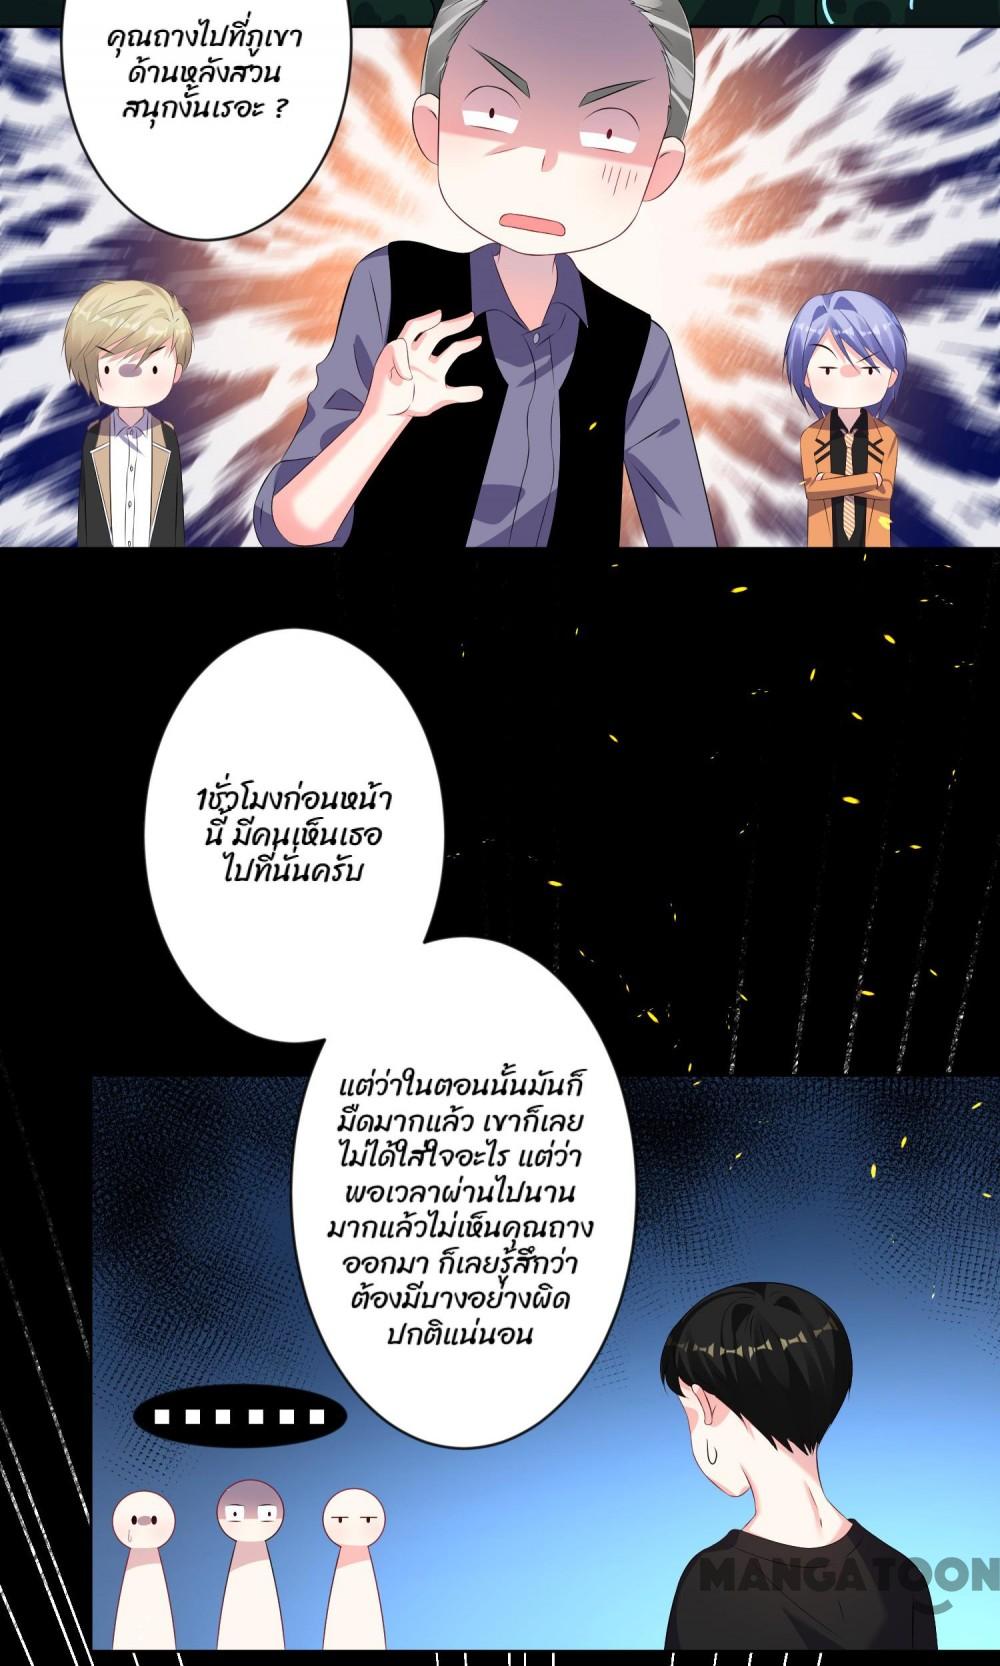 คุณถางไปที่ภูเขา
ด้านหลังสวน
สนุกงั้นเรอะ ?
1ชั่วโมงก่อนหน้า
นี้ มีคนเห็นเธอ
ไปที่นั่นครับ
แต่ว่าในตอนนั้นมันก็
มืดมากแล้ว เขาก็เลย
ไม่ได้ใส่ใจอะไร แต่ว่า
พอเวลาผ่านไปนาน
มากแล้วไม่เห็นคุณถาง
ออกมา ก็เลยรู้สึกว่า
ต้องมีบางอย่างผิด
ปกติแน่นอน
......
MANGATOON